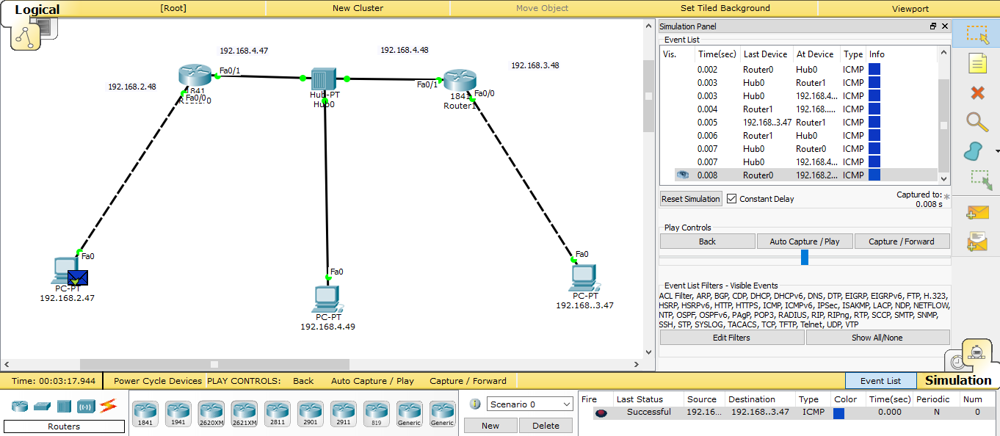 Logical
[Root] New Cluster Move Object Set Tiled Background Viewport
192.168.4.47
192.168.4.48
192.168.3.48
192.168.2.48
Fa0/1
Fa0/1
1841
Fa0/0
Hub-PT
Hub0
1841
Router1
Fa0/0
Fa0
PC-PT
192.168.2.47
Fa0
PC-PT
192.168.4.49
Fa0
PC-PT
192.168..3.47
Simulation Panel
Event List
Vis. Time(sec) Last Device At Device Type Info
0.002 Router0 Hub0 ICMP
0.003 Hub0 Router1 ICMP
0.003 Hub0 192.168.4... ICMP
0.004 Router1 192.168..... ICMP
0.005 192.168..3.47 Router1 ICMP
0.006 Router1 Hub0 ICMP
0.007 Hub0 Router0 ICMP
0.007 Hub0 192.168.4... ICMP
0.008 Router0 192.168.2... ICMP
Reset Simulation Constant Delay
Captured to:
0.008 s
Play Controls
Back Auto Capture / Play Capture / Forward
Event List Filters - Visible Events
ACL Filter, ARP, BGP, CDP, DHCP, DHCPv6, DNS, DTP, EIGRP, EIGRPv6, FTP, H.323,
HSRP, HSRPv6, HTTP, HTTPS, ICMP, ICMPv6, IPSec, ISAKMP, LACP, NDP, NETFLOW,
NTP, OSPF, OSPFv6, PAgP, POP3, RADIUS, RIP, RIPng, RTP, SCCP, SMTP, SNMP,
SSH, STP, SYSLOG, TACACS, TCP, TFTP, Telnet, UDP, VTP
Edit Filters Show All/None
Time: 00:03:17.944 Power Cycle Devices PLAY CONTROLS: Back Auto Capture / Play Capture / Forward
Event List Simulation
Routers
1841 1941 2620XM 2621XM 2811 2901 2911 819 Generic Generic
Scenario 0
New Delete
Fire Last Status Source Destination Type Color Time(sec) Periodic Num
Successful 192.16... 192.168..3.47 ICMP 0.000 N 0